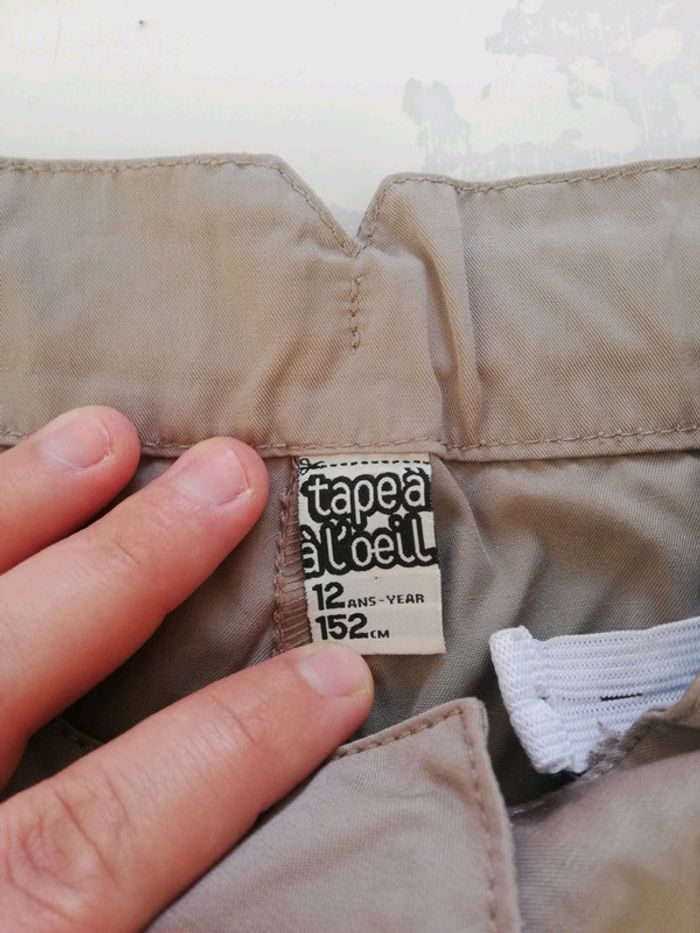 tape à
à l'oeil
12 ANS-YEAR
152 CM